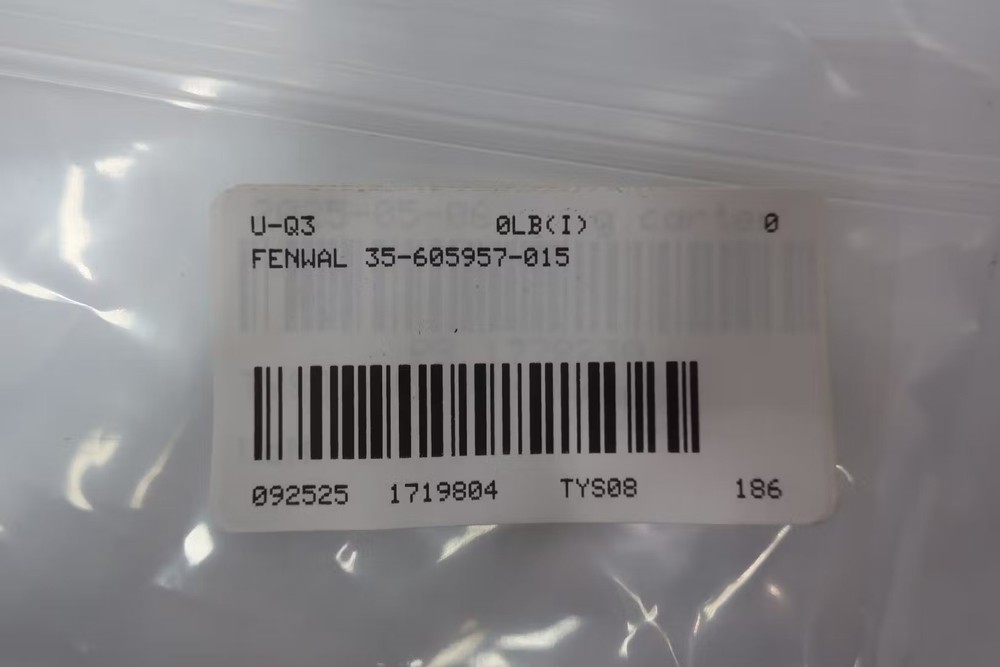 U-Q3 0LB(I) 0
FENWAL 35-605957-015
092525 1719804 TYS08 186